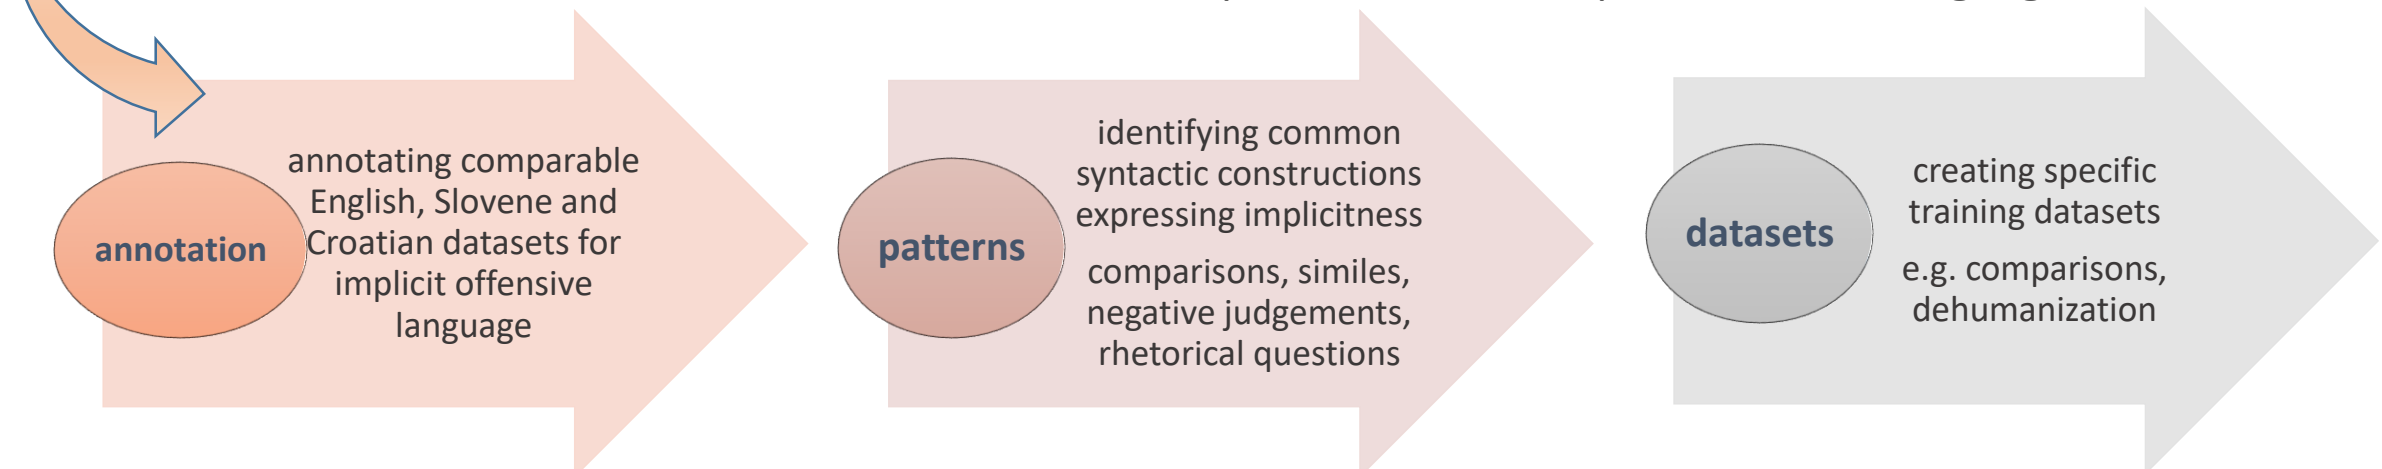 annotation
annotating comparable
English, Slovene and
Croatian datasets for
implicit offensive
language
patterns
identifying common
syntactic constructions
expressing implicitness
comparisons, similes,
negative judgements,
rhetorical questions
datasets
creating specific
training datasets
e.g. comparisons,
dehumanization